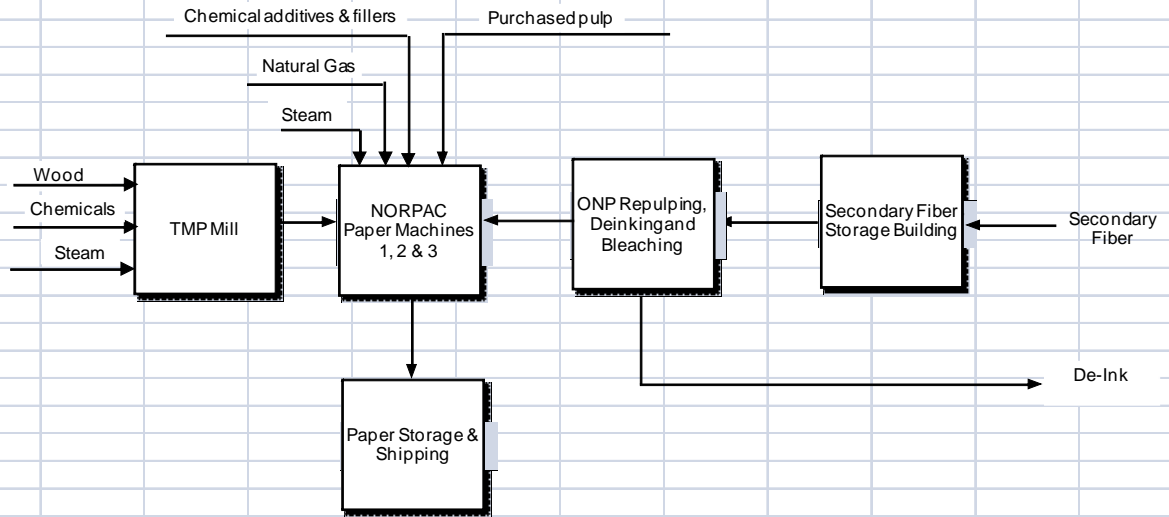 Chemical additives & fillers
Purchased pulp
Natural Gas
Steam
Wood
Chemicals
Steam
TMP Mill
NORPAC
Paper Machines
1, 2 & 3
ONP Repulping,
Deinking and
Bleaching
Secondary Fiber
Storage Building
Secondary
Fiber
De-Ink
Paper Storage &
Shipping